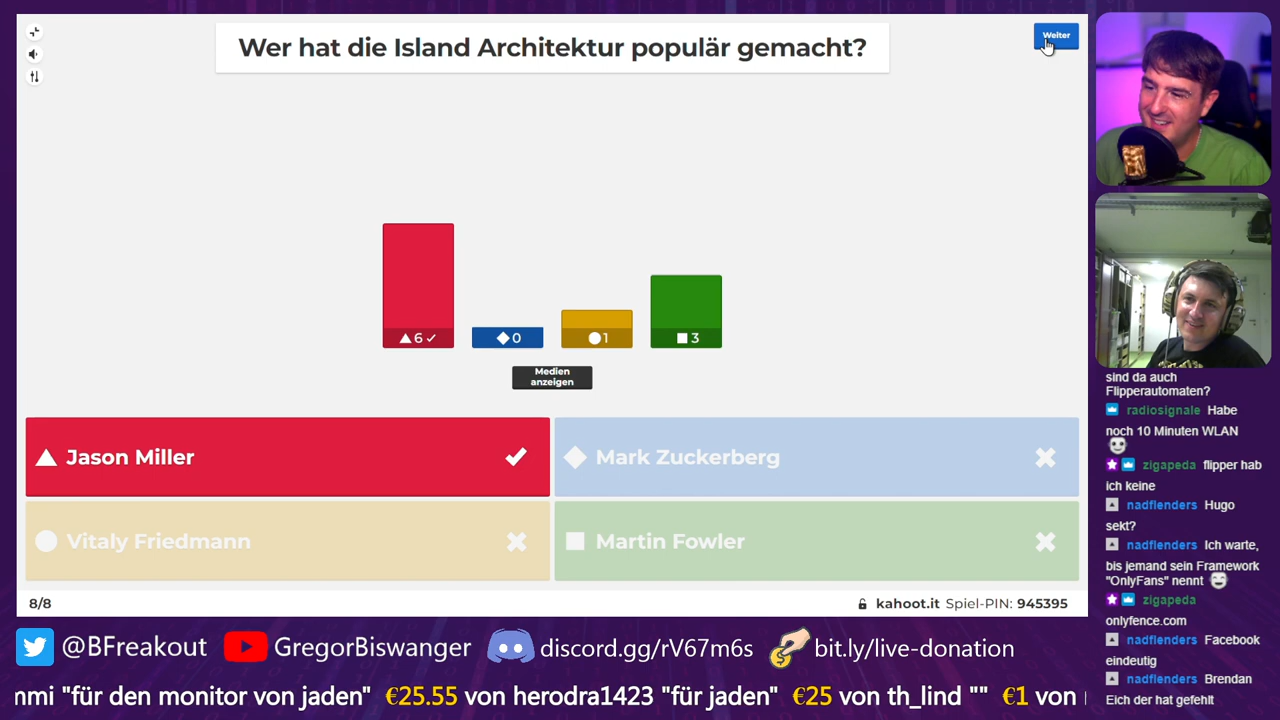 Wer hat die Island Architektur populär gemacht?
Weiter
6
0
1
3
Medien
anzeigen
Jason Miller
Mark Zuckerberg
Vitaly Friedmann
Martin Fowler
8/8
kahoot.it Spiel-PIN: 945395
sind da auch
Flipperautomaten?
radiosignale Habe
noch 10 Minuten WLAN
zigapeda flipper hab
ich keine
nadflenders Hugo
sekt?
nadflenders Ich warte,
bis jemand sein Framework
"OnlyFans" nennt
zigapeda
onlyfence.com
nadflenders Facebook
eindeutig
nadflenders Brendan
Eich der hat gefehlt
@BFreakout GregorBiswanger discord.gg/rV67m6s bit.ly/live-donation
mmi "für den monitor von jaden" €25.55 von herodra1423 "für jaden" €25 von th_lind "" €1 von